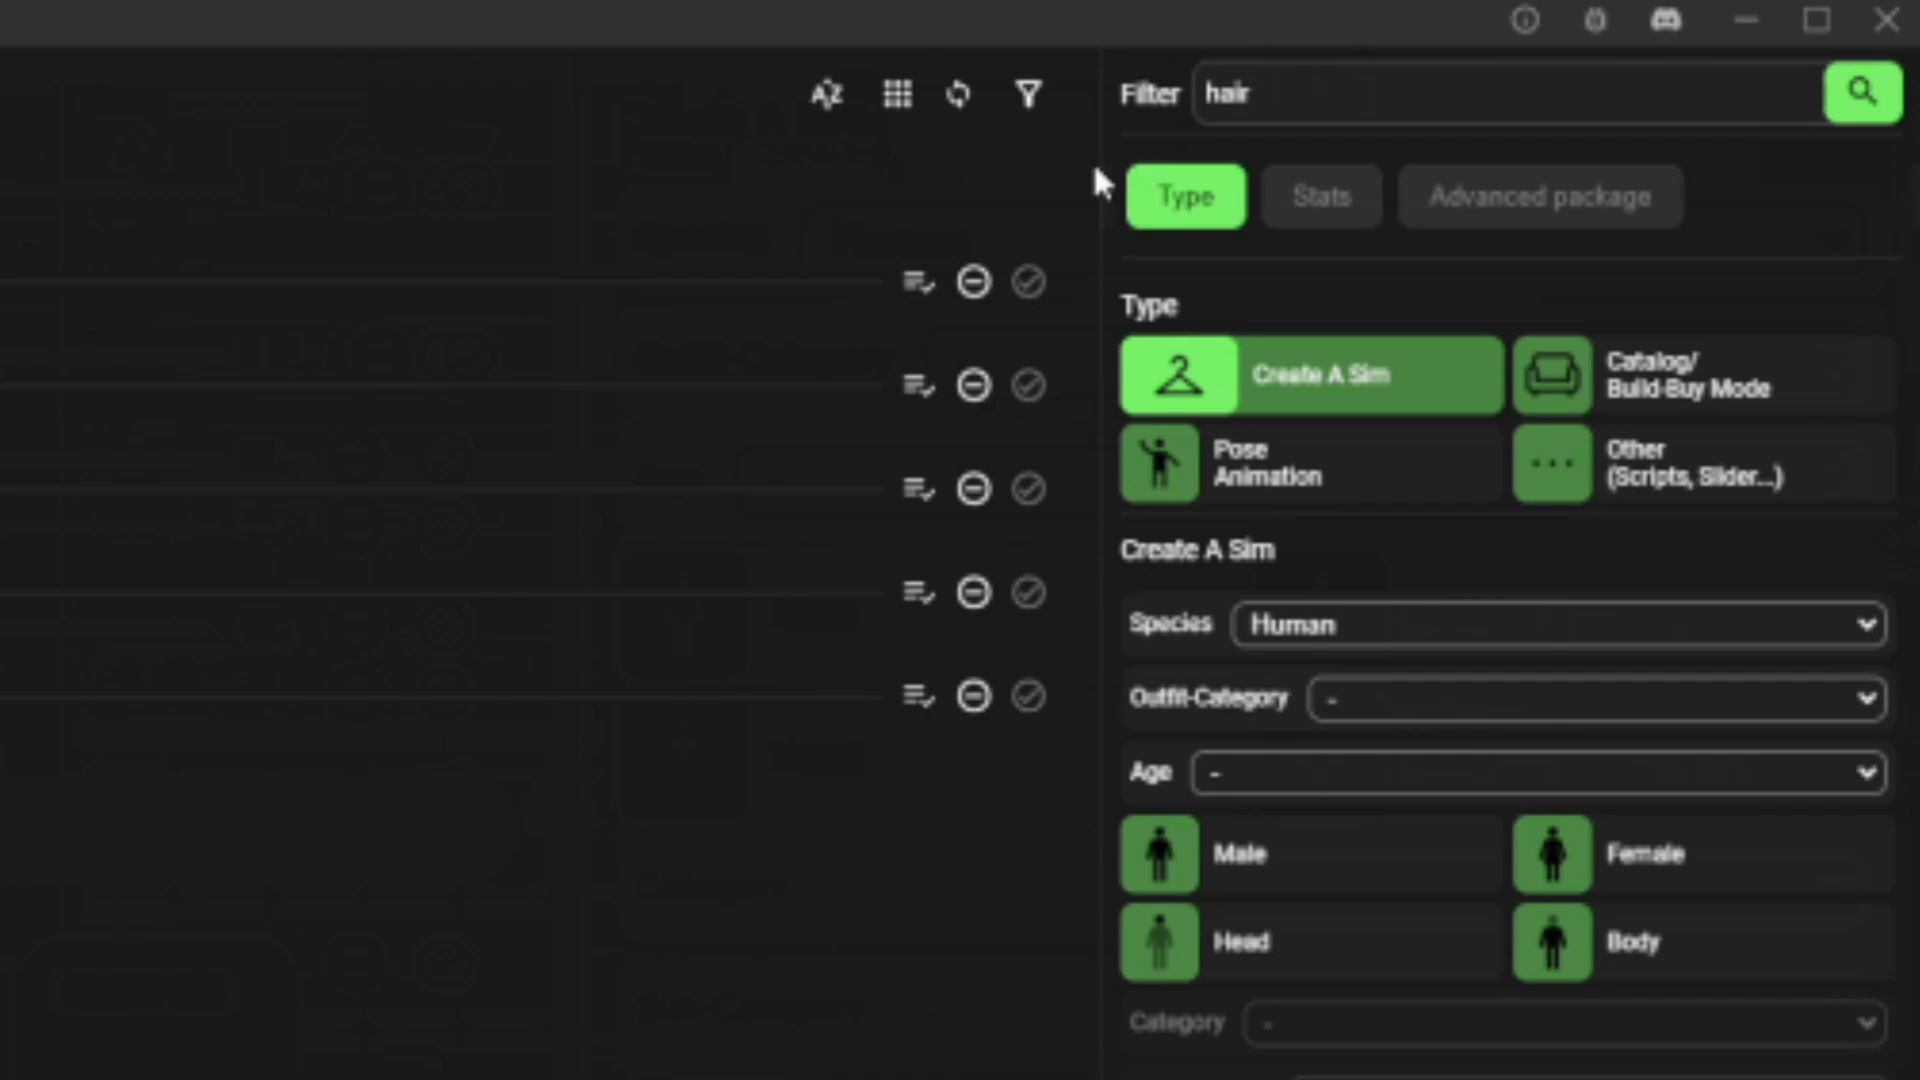 AZ
Filter hair
Type Stats Advanced package
Type
Create A Sim
Catalog/
Build-Buy Mode
Pose
Animation
Other
(Scripts, Slider...)
Create A Sim
Species Human
Outfit-Category -
Age -
Male Female
Head Body
Category -